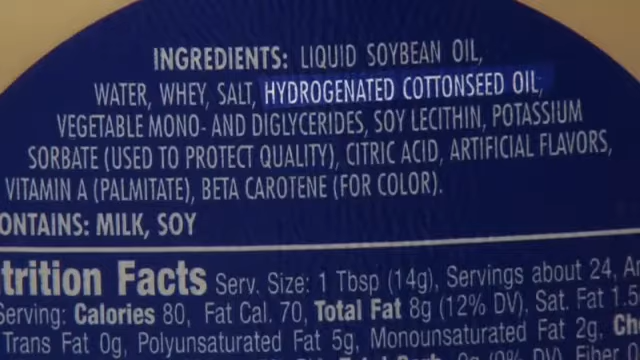 INGREDIENTS: LIQUID SOYBEAN OIL,
WATER, WHEY, SALT, HYDROGENATED COTTONSEED OIL,
VEGETABLE MONO- AND DIGLYCERIDES, SOY LECITHIN, POTASSIUM
SORBATE (USED TO PROTECT QUALITY), CITRIC ACID, ARTIFICIAL FLAVORS,
VITAMIN A (PALMITATE), BETA CAROTENE (FOR COLOR).
ONTAINS: MILK, SOY
trition Facts Serv. Size: 1 Tbsp (14g), Servings about 24, A
Serving: Calories 80, Fat Cal. 70, Total Fat 8g (12% DV), Sat. Fat 1.5
Trans Fat 0g, Polyunsaturated Fat 5g, Monounsaturated Fat 2g, Ch